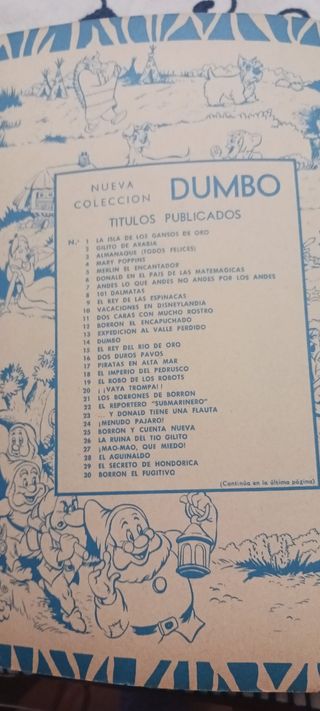 NUEVA
COLECCION
DUMBO
TITULOS PUBLICADOS
N.º 1 LA ISLA DE LOS GANSOS DE ORO
2 GILITO DE ARABIA
3 ALMANAQUE (TODOS FELICES)
4 MARY POPPINS
5 MERLIN EL ENCANTADOR
6 DONALD EN EL PAIS DE LAS MATEMAGICAS
7 ANDES LO QUE ANDES NO ANDES POR LOS ANDES
8 101 DALMATAS
9 EL REY DE LAS ESPINACAS
10 VACACIONES EN DISNEYLANDIA
11 DOS CARAS CON MUCHO ROSTRO
12 BORRON EL ENCAPUCHADO
13 EXPEDICION AL VALLE PERDIDO
14 DUMBO
15 EL REY DEL RIO DE ORO
16 DOS DUROS PAVOS
17 PIRATAS EN ALTA MAR
18 EL IMPERIO DEL PEDRUSCO
19 EL ROBO DE LOS ROBOTS
20 ¡¡VAYA TROMPA!!
21 LOS BORRONES DE BORRON
22 EL REPORTERO "SUBMARINERO"
23 ... Y DONALD TIENE UNA FLAUTA
24 ¡MENUDO PAJARO!
25 BORRON Y CUENTA NUEVA
26 LA RUINA DEL TIO GILITO
27 ¡MAO-MAO, QUE MIEDO!
28 EL AGUINALDO
29 EL SECRETO DE HONDORICA
30 BORRON EL FUGITIVO
(Continúa en la última página)